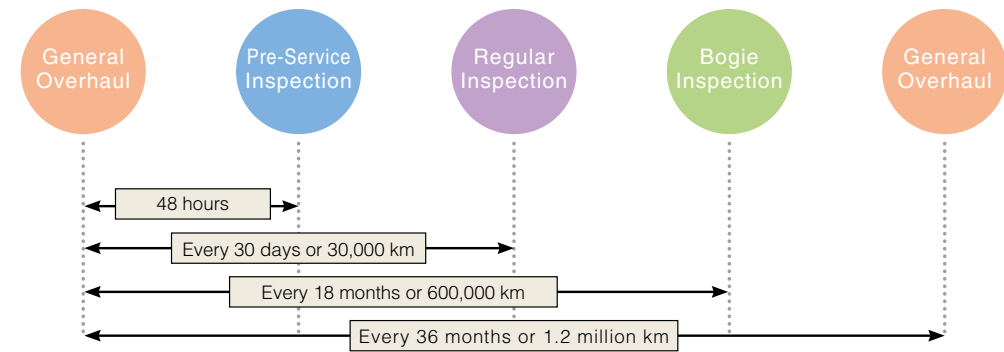 General
Overhaul
Pre-Service
Inspection
Regular
Inspection
Bogie
Inspection
General
Overhaul
48 hours
Every 30 days or 30,000 km
Every 18 months or 600,000 km
Every 36 months or 1.2 million km